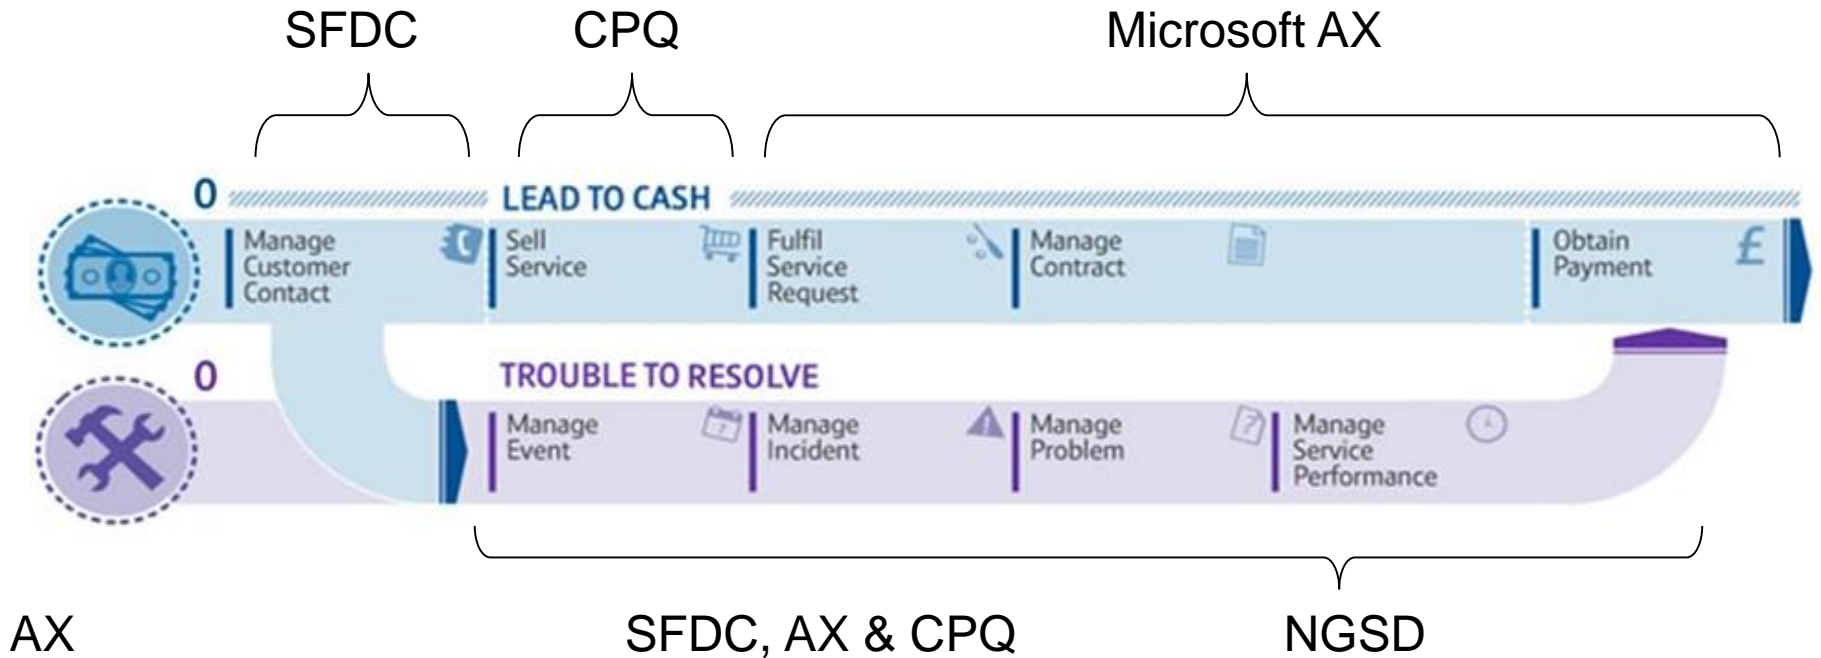 SFDC CPQ Microsoft AX
0 LEAD TO CASH
Manage
Customer
Contact
Sell
Service
Fulfil
Service
Request
Manage
Contract
Obtain
Payment
£
0 TROUBLE TO RESOLVE
Manage
Event
?
Manage
Incident
Manage
Problem
?
Manage
Service
Performance
AX SFDC, AX & CPQ NGSD